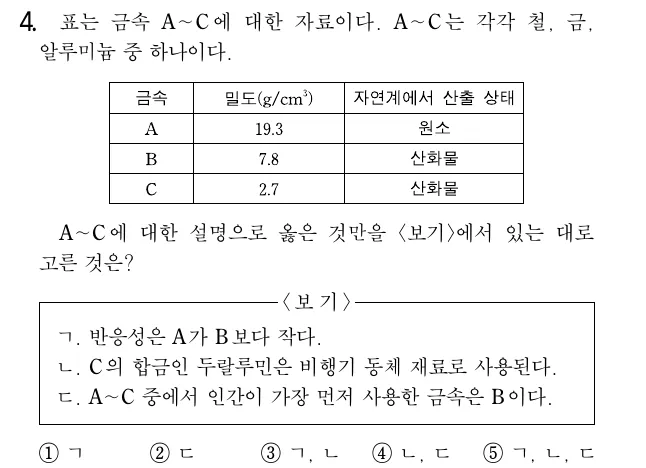 4. 표는 금속 A~C에 대한 자료이다. A~C는 각각 철, 금,
알루미늄 중 하나이다.
금속 밀도(g/cm³) 자연계에서 산출 상태
A 19.3 원소
B 7.8 산화물
C 2.7 산화물
A~C에 대한 설명으로 옳은 것만을 〈보기〉에서 있는 대로
고른 것은?
〈보 기〉
ㄱ. 반응성은 A가 B보다 작다.
ㄴ. C의 합금인 두랄루민은 비행기 동체 재료로 사용된다.
ㄷ. A~C 중에서 인간이 가장 먼저 사용한 금속은 B이다.
① ㄱ ② ㄷ ③ ㄱ, ㄴ ④ ㄴ, ㄷ ⑤ ㄱ, ㄴ, ㄷ